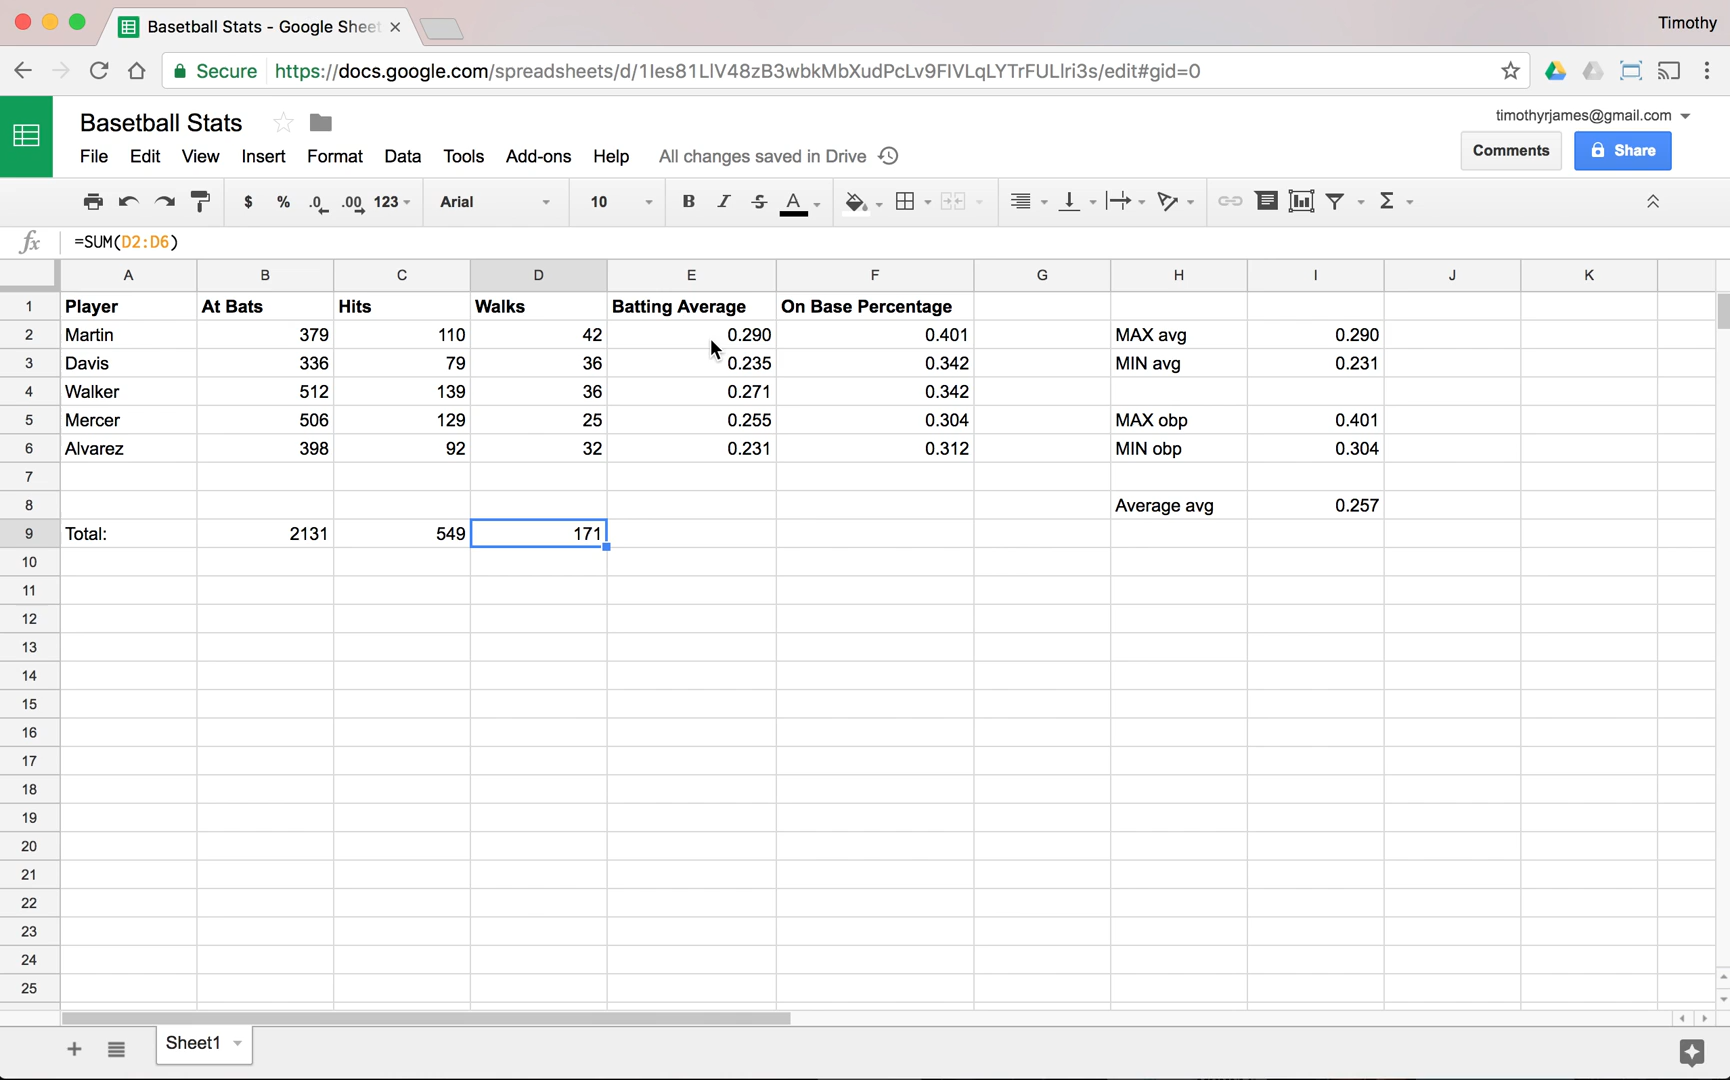 Basetball Stats - Google Sheet
Timothy
Secure https://docs.google.com/spreadsheets/d/1Ies81LIV48zB3wbkMbXudPcLv9FIVLqLYTrFULlri3s/edit#gid=0
Basetball Stats
timothyrjames@gmail.com
File Edit View Insert Format Data Tools Add-ons Help All changes saved in Drive
Comments Share
$ % .0 .00 123 Arial 10 B I S A Σ
fx =SUM(D2:D6)
A B C D E F G H I J K
1 Player At Bats Hits Walks Batting Average On Base Percentage
2 Martin 379 110 42 0.290 0.401 MAX avg 0.290
3 Davis 336 79 36 0.235 0.342 MIN avg 0.231
4 Walker 512 139 36 0.271 0.342
5 Mercer 506 129 25 0.255 0.304 MAX obp 0.401
6 Alvarez 398 92 32 0.231 0.312 MIN obp 0.304
7
8 Average avg 0.257
9 Total: 2131 549 171
10
11
12
13
14
15
16
17
18
19
20
21
22
23
24
25
Sheet1